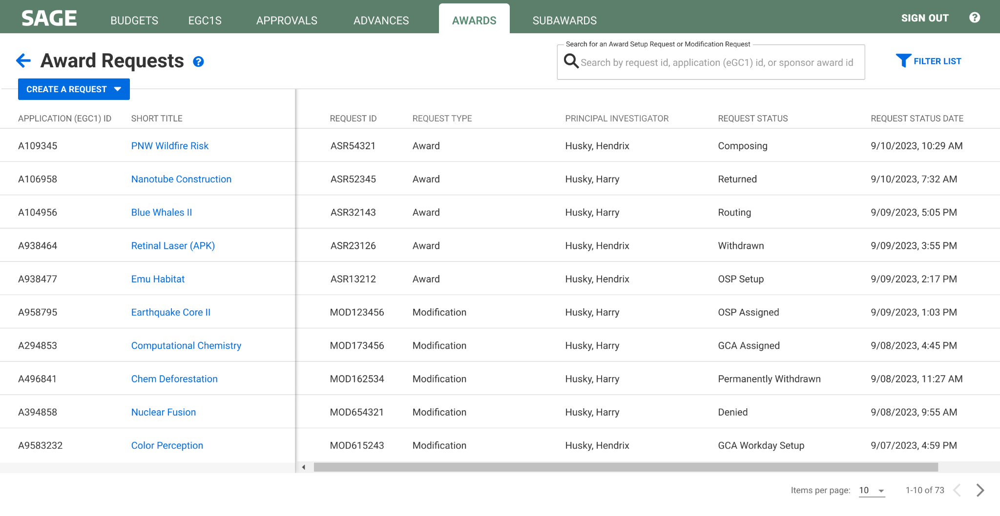 SAGE BUDGETS EGC1S APPROVALS ADVANCES AWARDS SUBAWARDS SIGN OUT ?
Search for an Award Setup Request or Modification Request
Award Requests ? Search by request id, application (eGC1) id, or sponsor award id FILTER LIST
CREATE A REQUEST
APPLICATION (EGC1) ID SHORT TITLE REQUEST ID REQUEST TYPE PRINCIPAL INVESTIGATOR REQUEST STATUS REQUEST STATUS DATE
A109345 PNW Wildfire Risk ASR54321 Award Husky, Hendrix Composing 9/10/2023, 10:29 AM
A106958 Nanotube Construction ASR52345 Award Husky, Harry Returned 9/10/2023, 7:32 AM
A104956 Blue Whales II ASR32143 Award Husky, Harry Routing 9/09/2023, 5:05 PM
A938464 Retinal Laser (APK) ASR23126 Award Husky, Hendrix Withdrawn 9/09/2023, 3:55 PM
A938477 Emu Habitat ASR13212 Award Husky, Hendrix OSP Setup 9/09/2023, 2:17 PM
A958795 Earthquake Core II MOD123456 Modification Husky, Harry OSP Assigned 9/09/2023, 1:03 PM
A294853 Computational Chemistry MOD173456 Modification Husky, Harry GCA Assigned 9/08/2023, 4:45 PM
A496841 Chem Deforestation MOD162534 Modification Husky, Harry Permanently Withdrawn 9/08/2023, 11:27 AM
A394858 Nuclear Fusion MOD654321 Modification Husky, Harry Denied 9/08/2023, 9:55 AM
A9583232 Color Perception MOD615243 Modification Husky, Hendrix GCA Workday Setup 9/07/2023, 4:59 PM
Items per page: 10 1-10 of 73